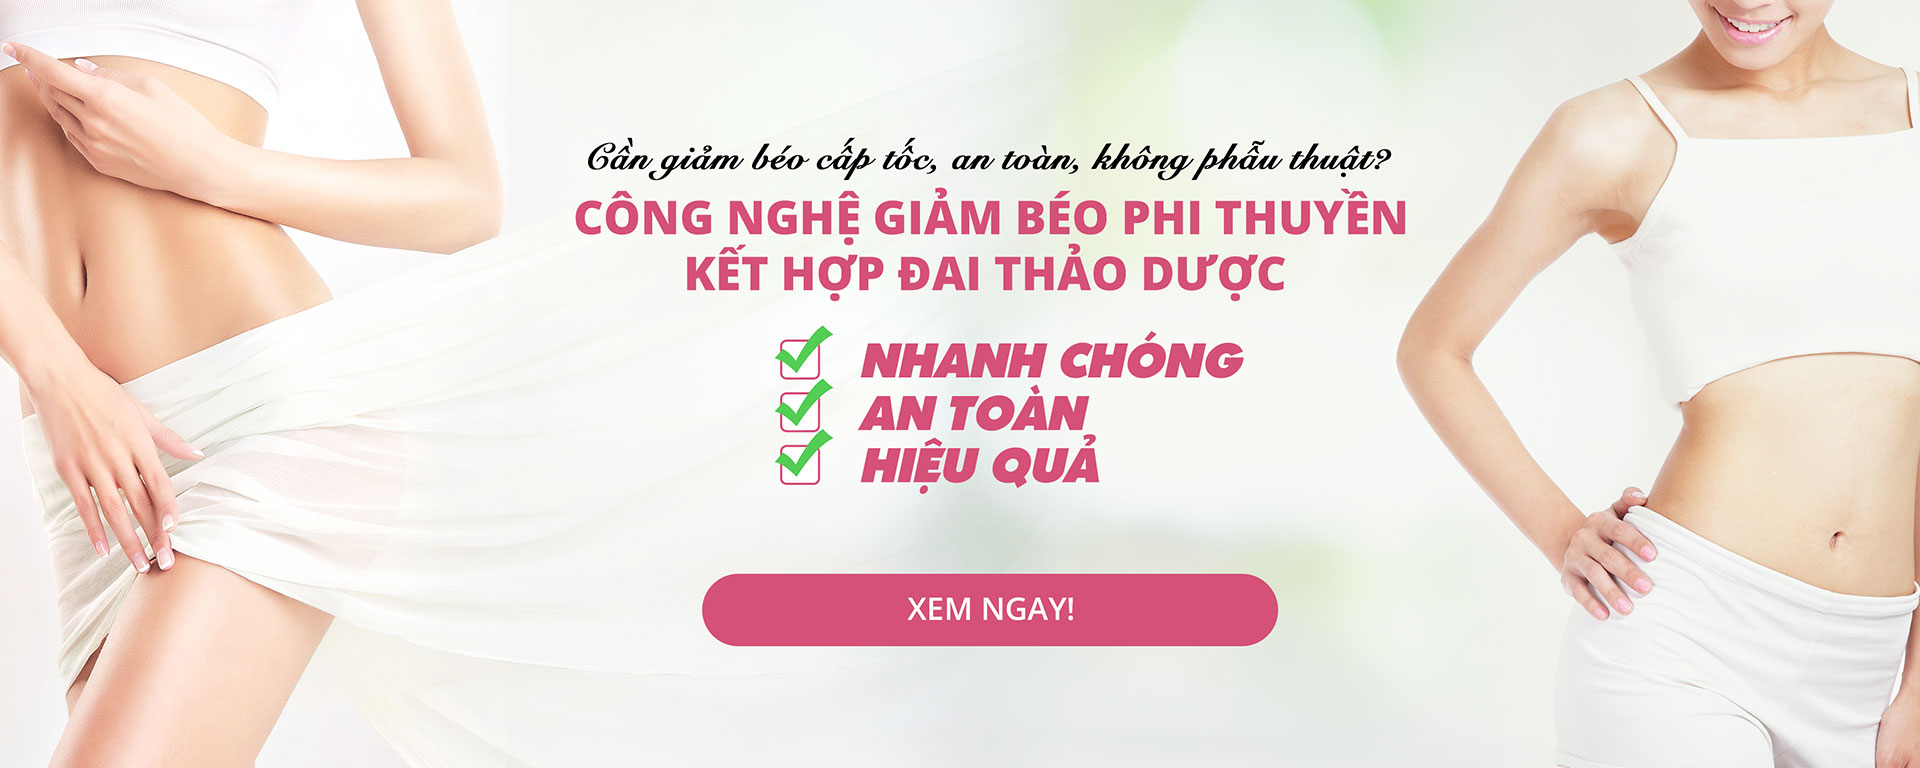 Cần giảm béo cấp tốc, an toàn, không phẫu thuật?
CÔNG NGHỆ GIẢM BÉO PHI THUYỀN
KẾT HỢP ĐAI THẢO DƯỢC
NHANH CHÓNG
AN TOÀN
HIỆU QUẢ
XEM NGAY!